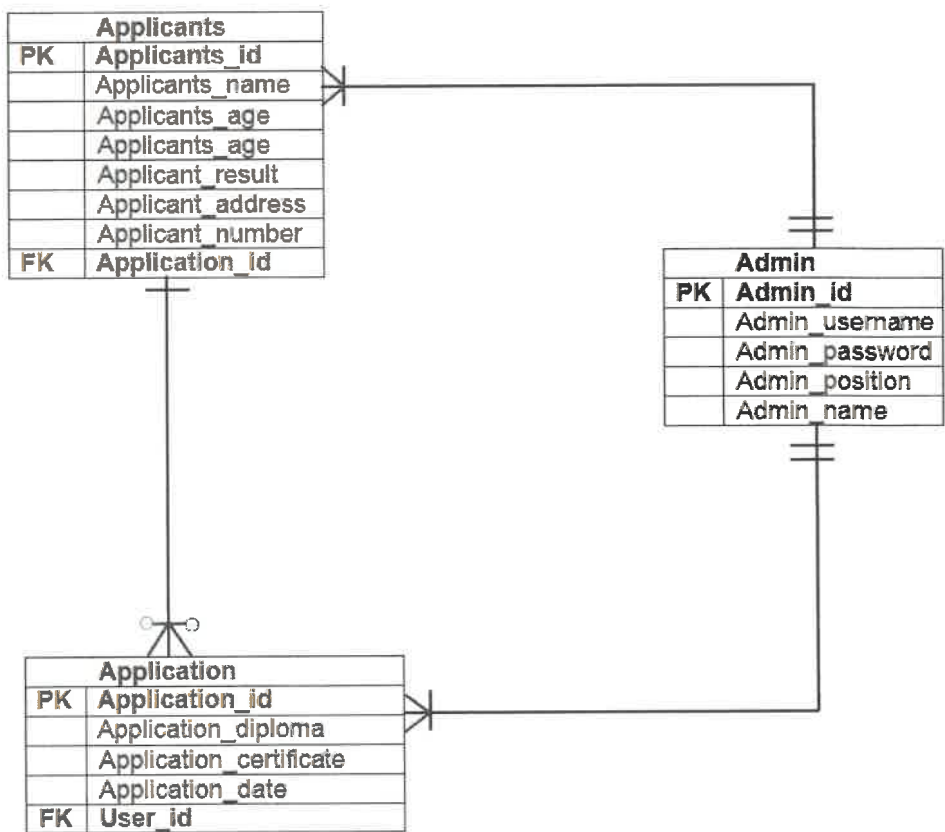 Applicants
PK Applicants_id
Applicants_name
Applicants_age
Applicants_age
Applicant_result
Applicant_address
Applicant_number
FK Application_id
Admin
PK Admin_id
Admin_username
Admin_password
Admin_position
Admin_name
Application
PK Application_id
Application_diploma
Application_certificate
Application_date
FK User_id